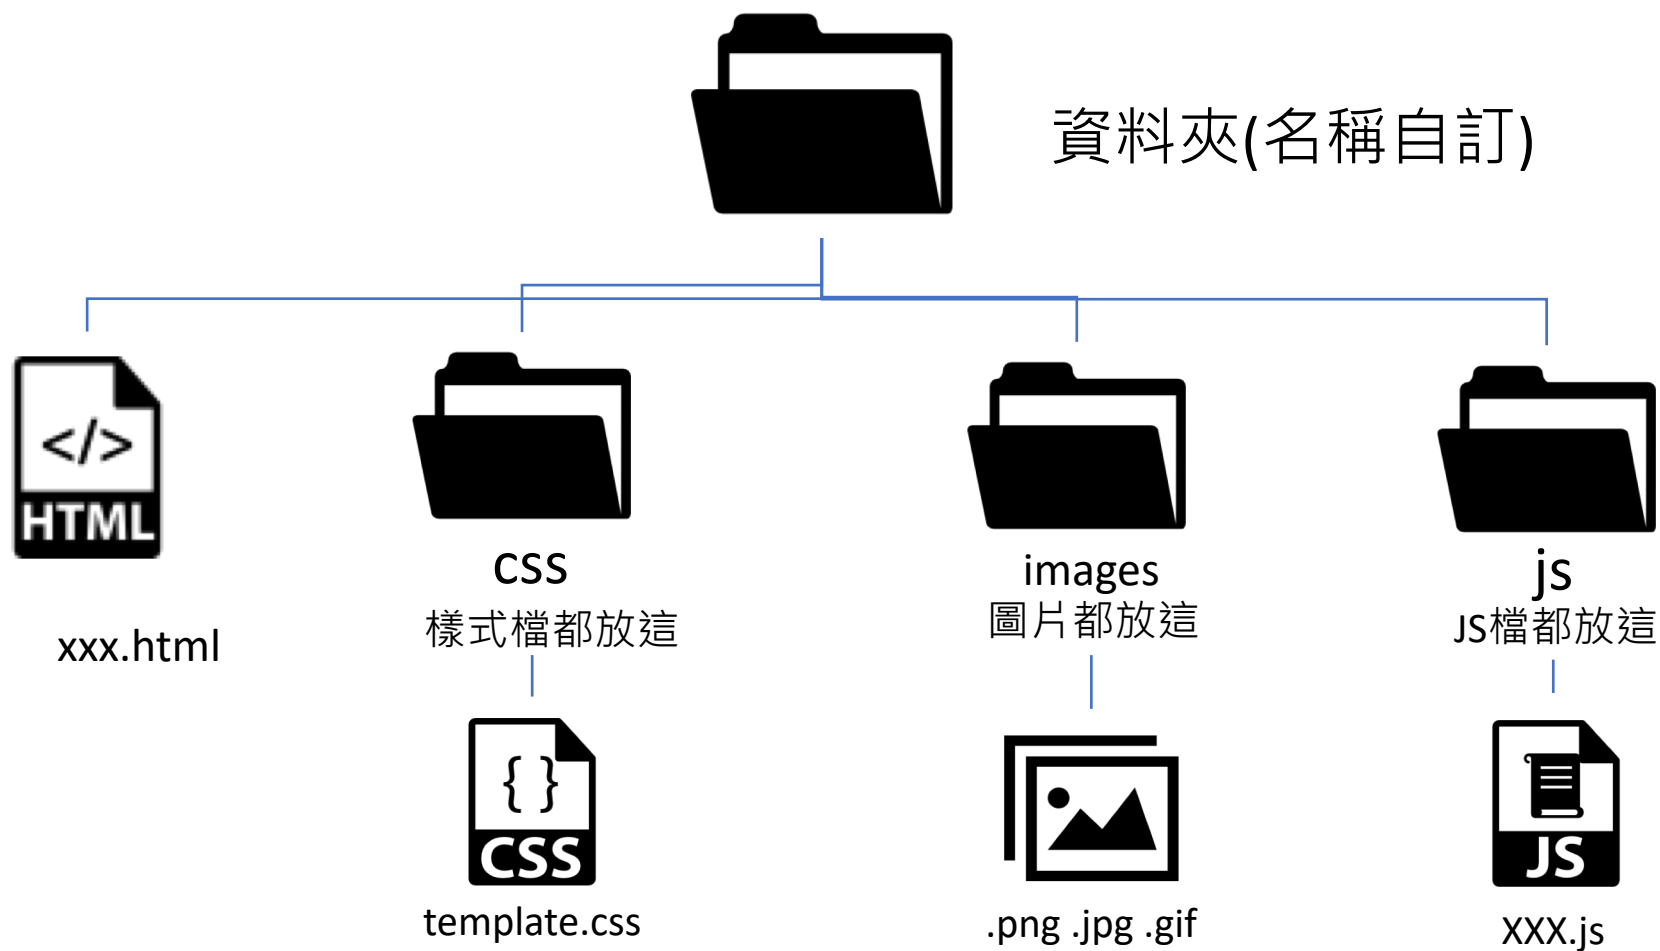 資料夾(名稱自訂)
</>
HTML
xxx.html
css
樣式檔都放這
images
圖片都放這
js
JS檔都放這
{ }
CSS
template.css
.png .jpg .gif
JS
XXX.js